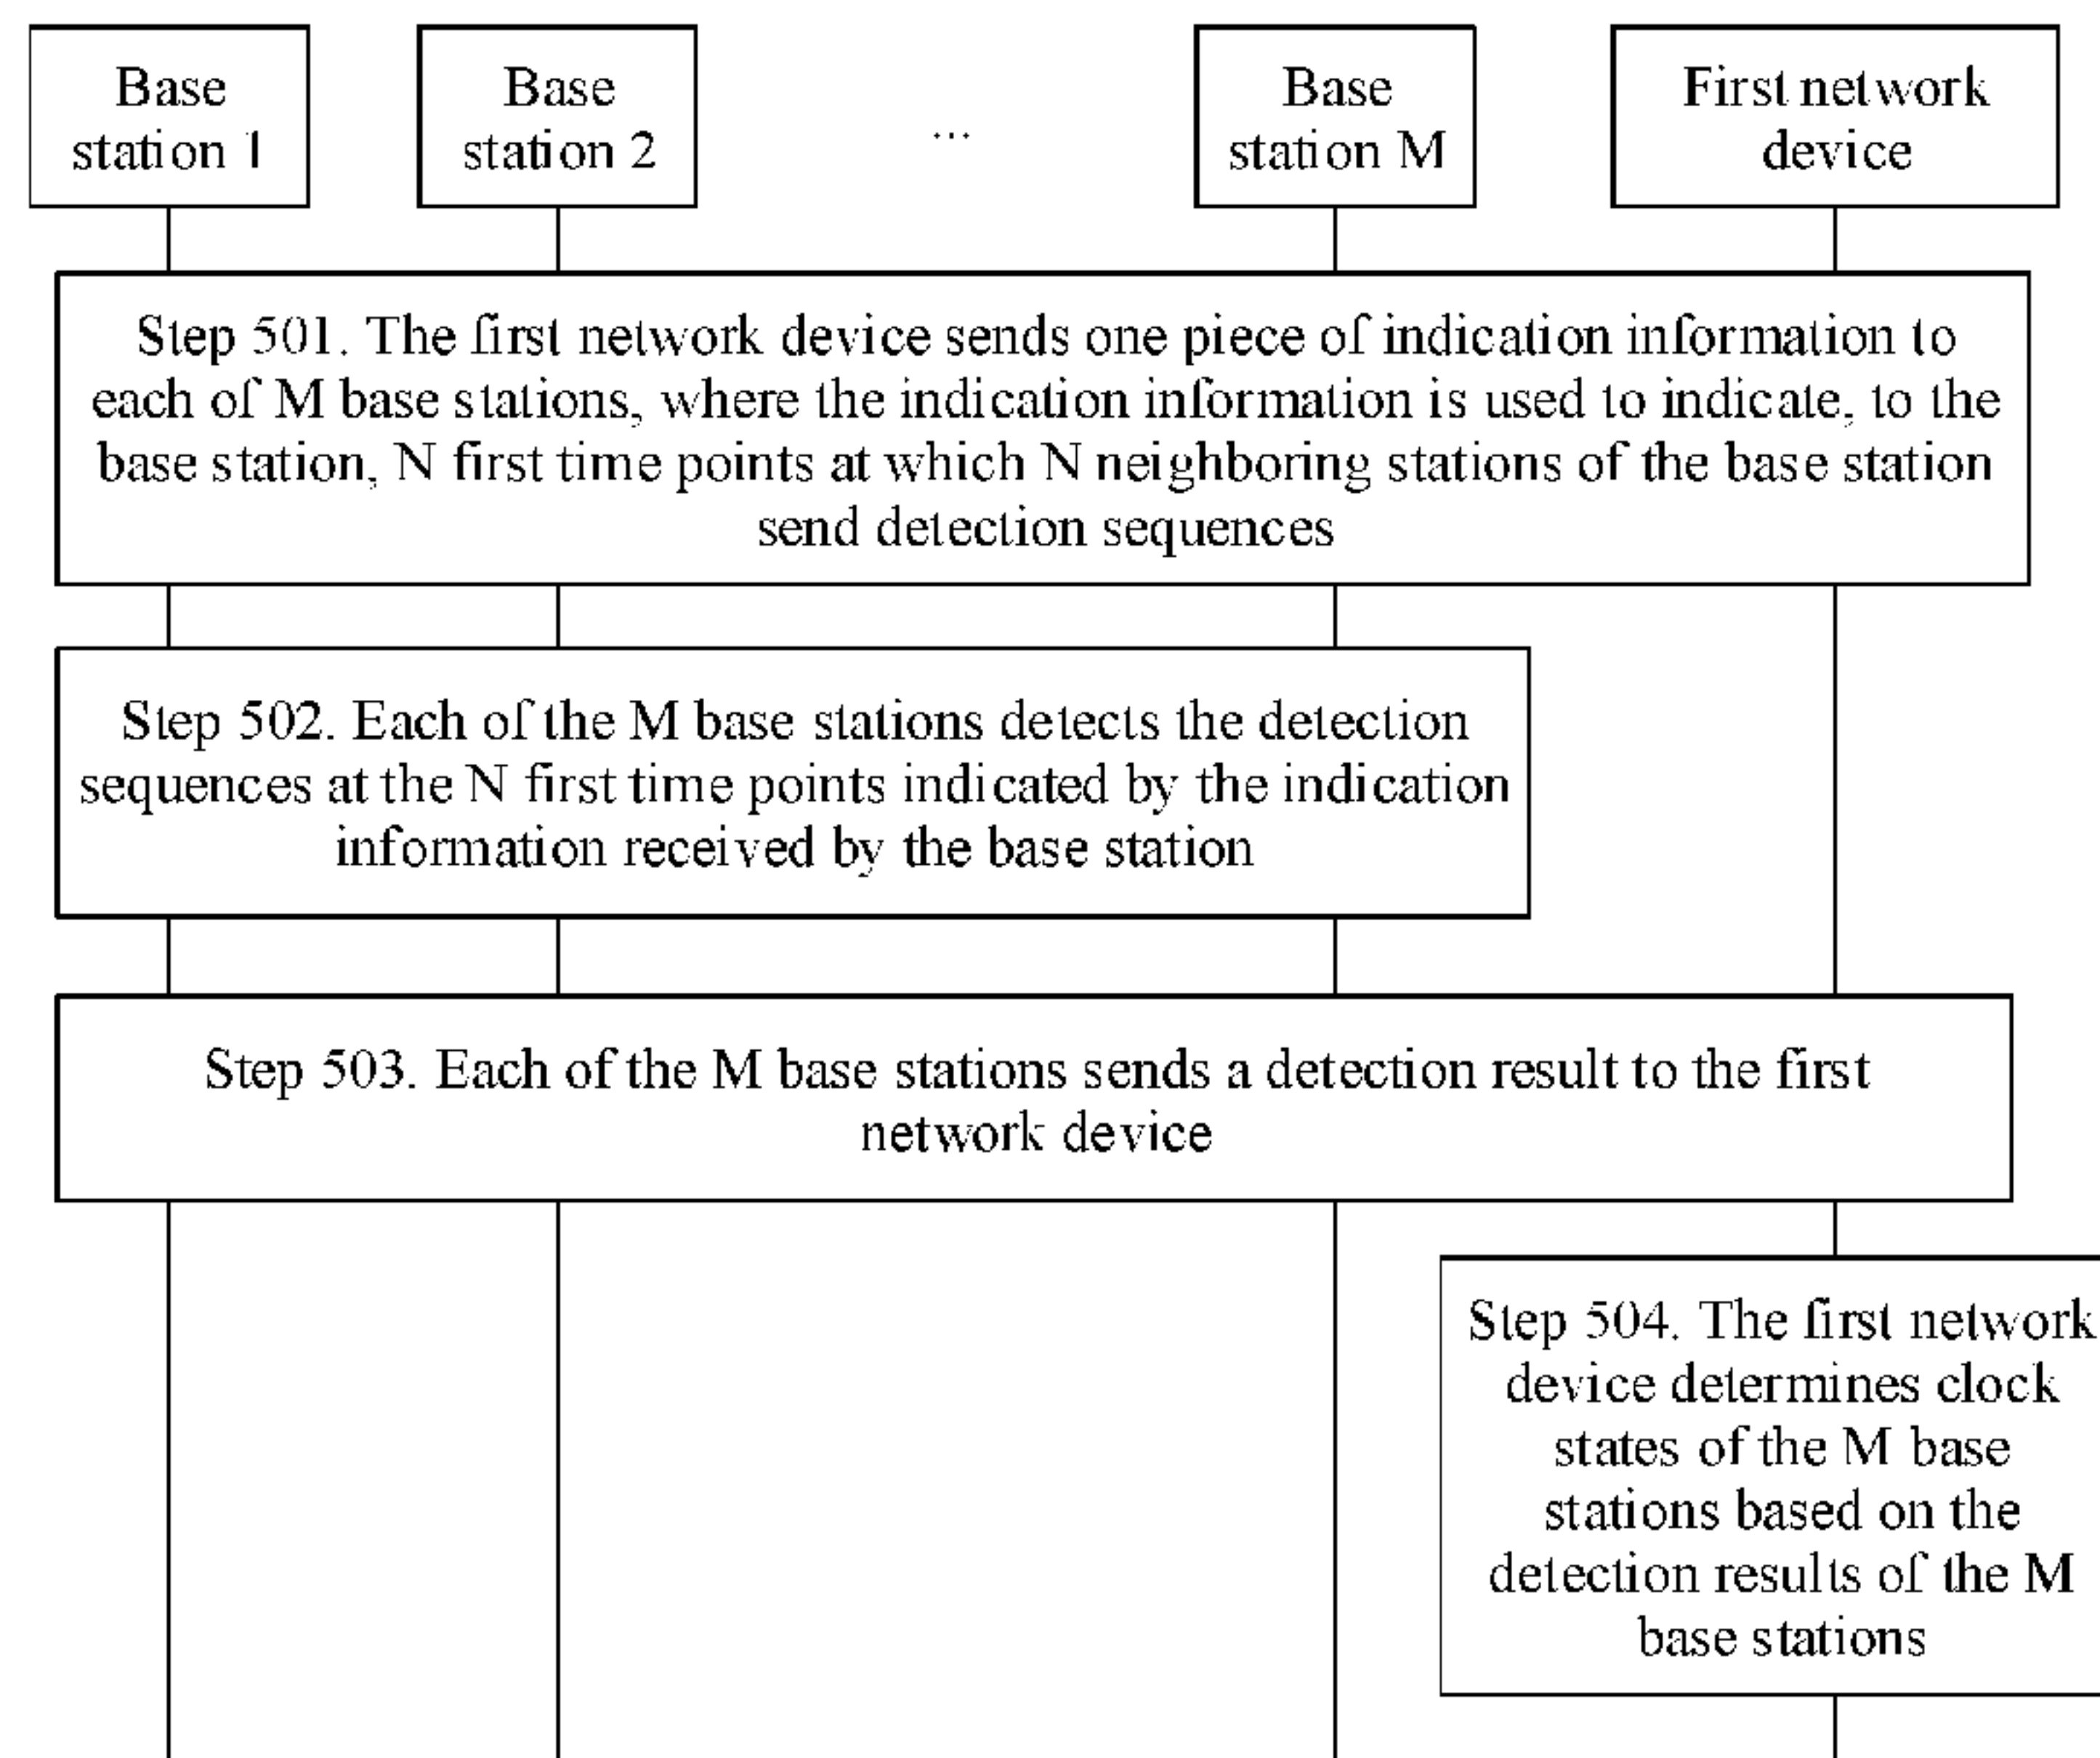 Base
station 1
Base
station 2
...
Base
station M
First network
device
Step 501. The first network device sends one piece of indication information to
each of M base stations, where the indication information is used to indicate, to the
base station, N first time points at which N neighboring stations of the base station
send detection sequences
Step 502. Each of the M base stations detects the detection
sequences at the N first time points indicated by the indication
information received by the base station
Step 503. Each of the M base stations sends a detection result to the first
network device
Step 504. The first network
device determines clock
states of the M base
stations based on the
detection results of the M
base stations